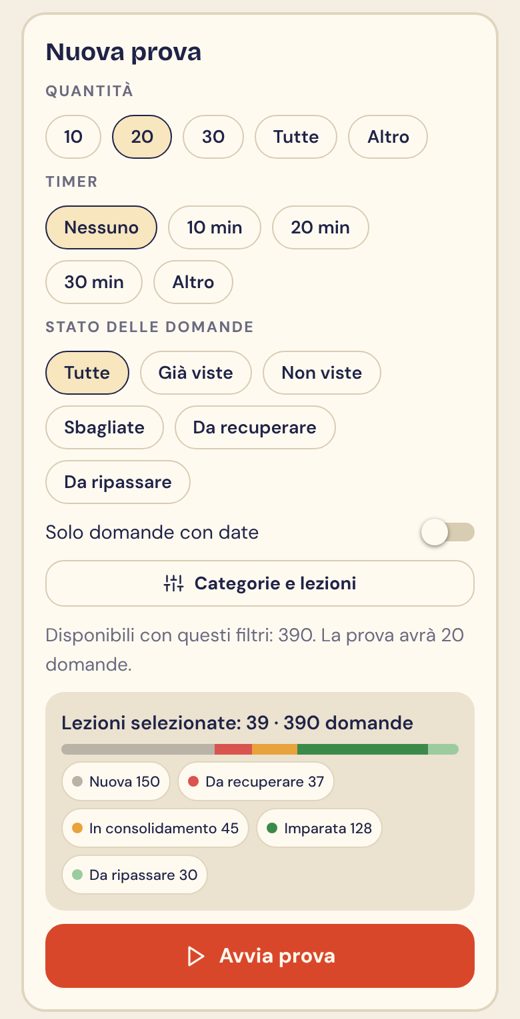 Nuova prova
QUANTITÀ
10 20 30 Tutte Altro
TIMER
Nessuno 10 min 20 min
30 min Altro
STATO DELLE DOMANDE
Tutte Già viste Non viste
Sbagliate Da recuperare
Da ripassare
Solo domande con date
Categorie e lezioni
Disponibili con questi filtri: 390. La prova avrà 20
domande.
Lezioni selezionate: 39 · 390 domande
Nuova 150 Da recuperare 37
In consolidamento 45 Imparata 128
Da ripassare 30
Avvia prova